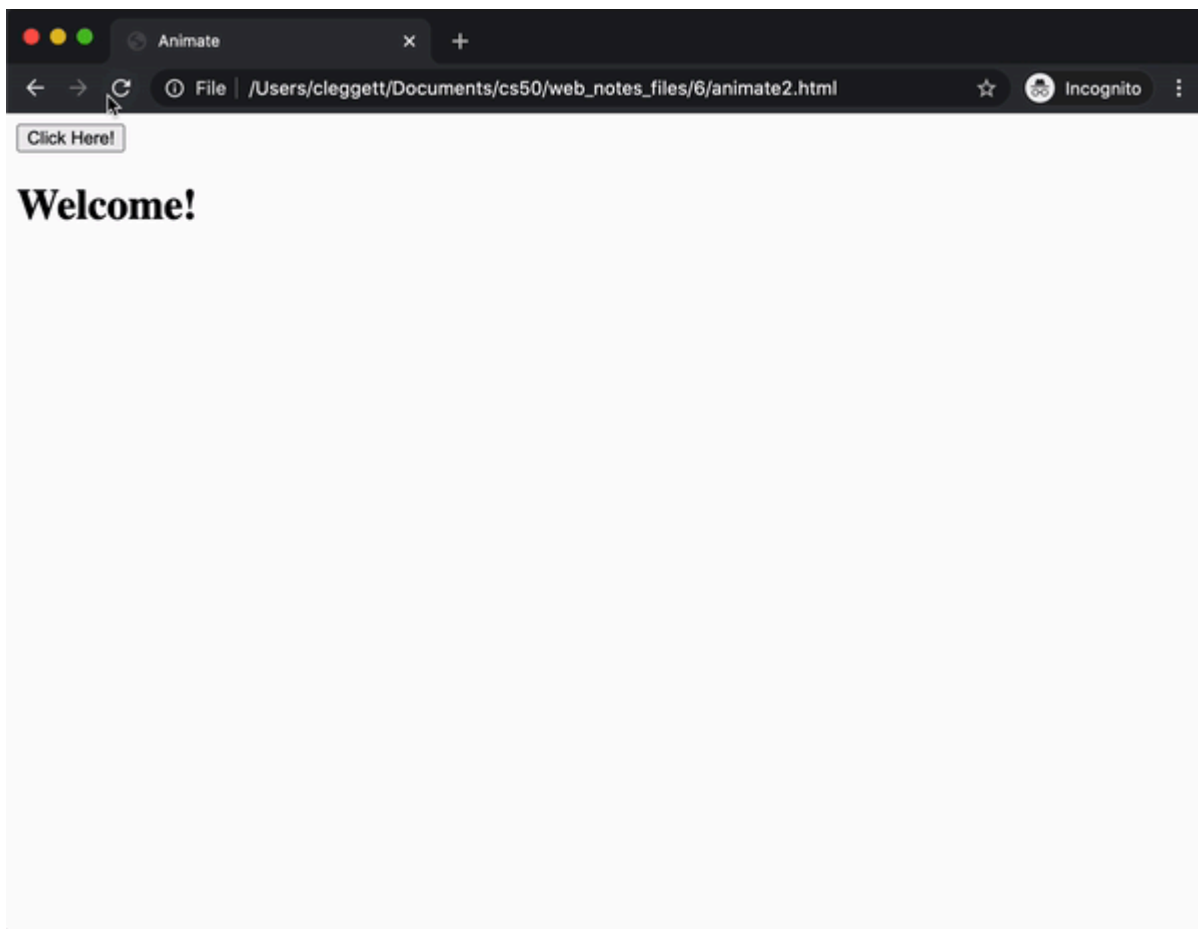 Animate
File | /Users/cleggett/Documents/cs50/web_notes_files/6/animate2.html Incognito
Click Here!
Welcome!